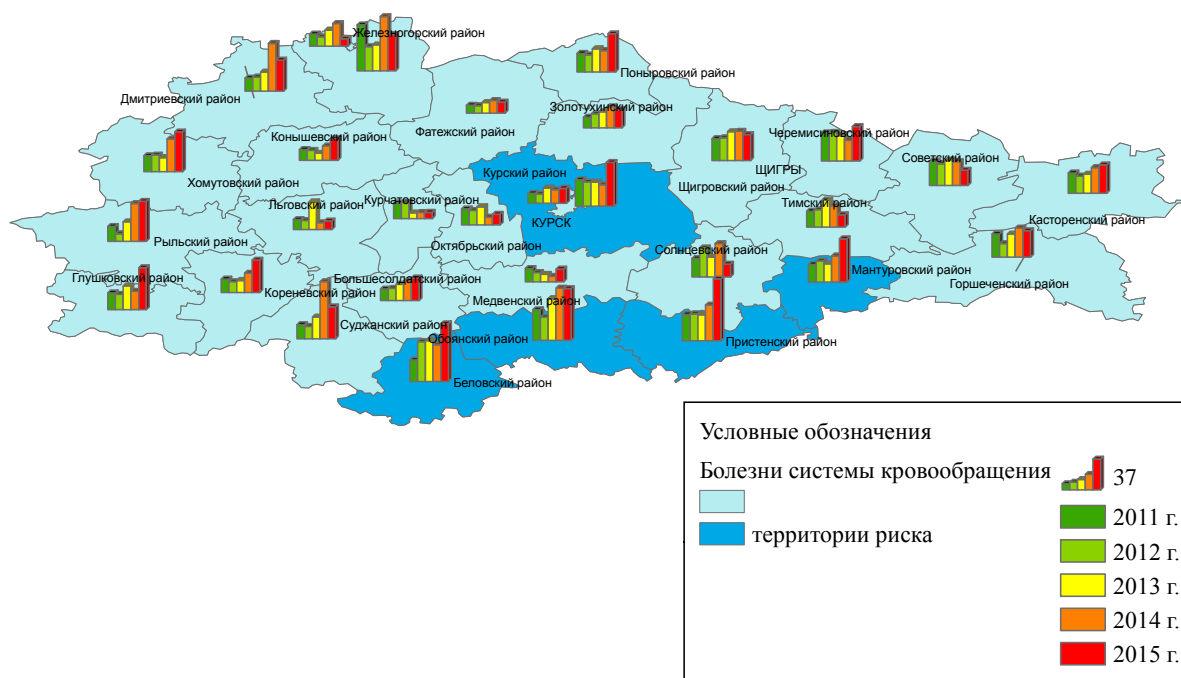 Железногорский район
Поныровский район
Дмитриевский район
Золотухинский район
Фатежский район
Конышевский район
Черемисиновский район
Советский район
ЩИГРЫ
Курский район
Хомутовский район
Щигровский район
Льговский район
Курчатовский район
Тимский район
КУРСК
Касторенский район
Рыльский район
Октябрьский район
Солнцевский район
Глушковский район
Большесолдатский район
Мантуровский район
Кореневский район
Горшеченский район
Медвенский район
Суджанский район
Обоянский район
Пристенский район
Беловский район
Условные обозначения
Болезни системы кровообращения
территории риска
37
2011 г.
2012 г.
2013 г.
2014 г.
2015 г.